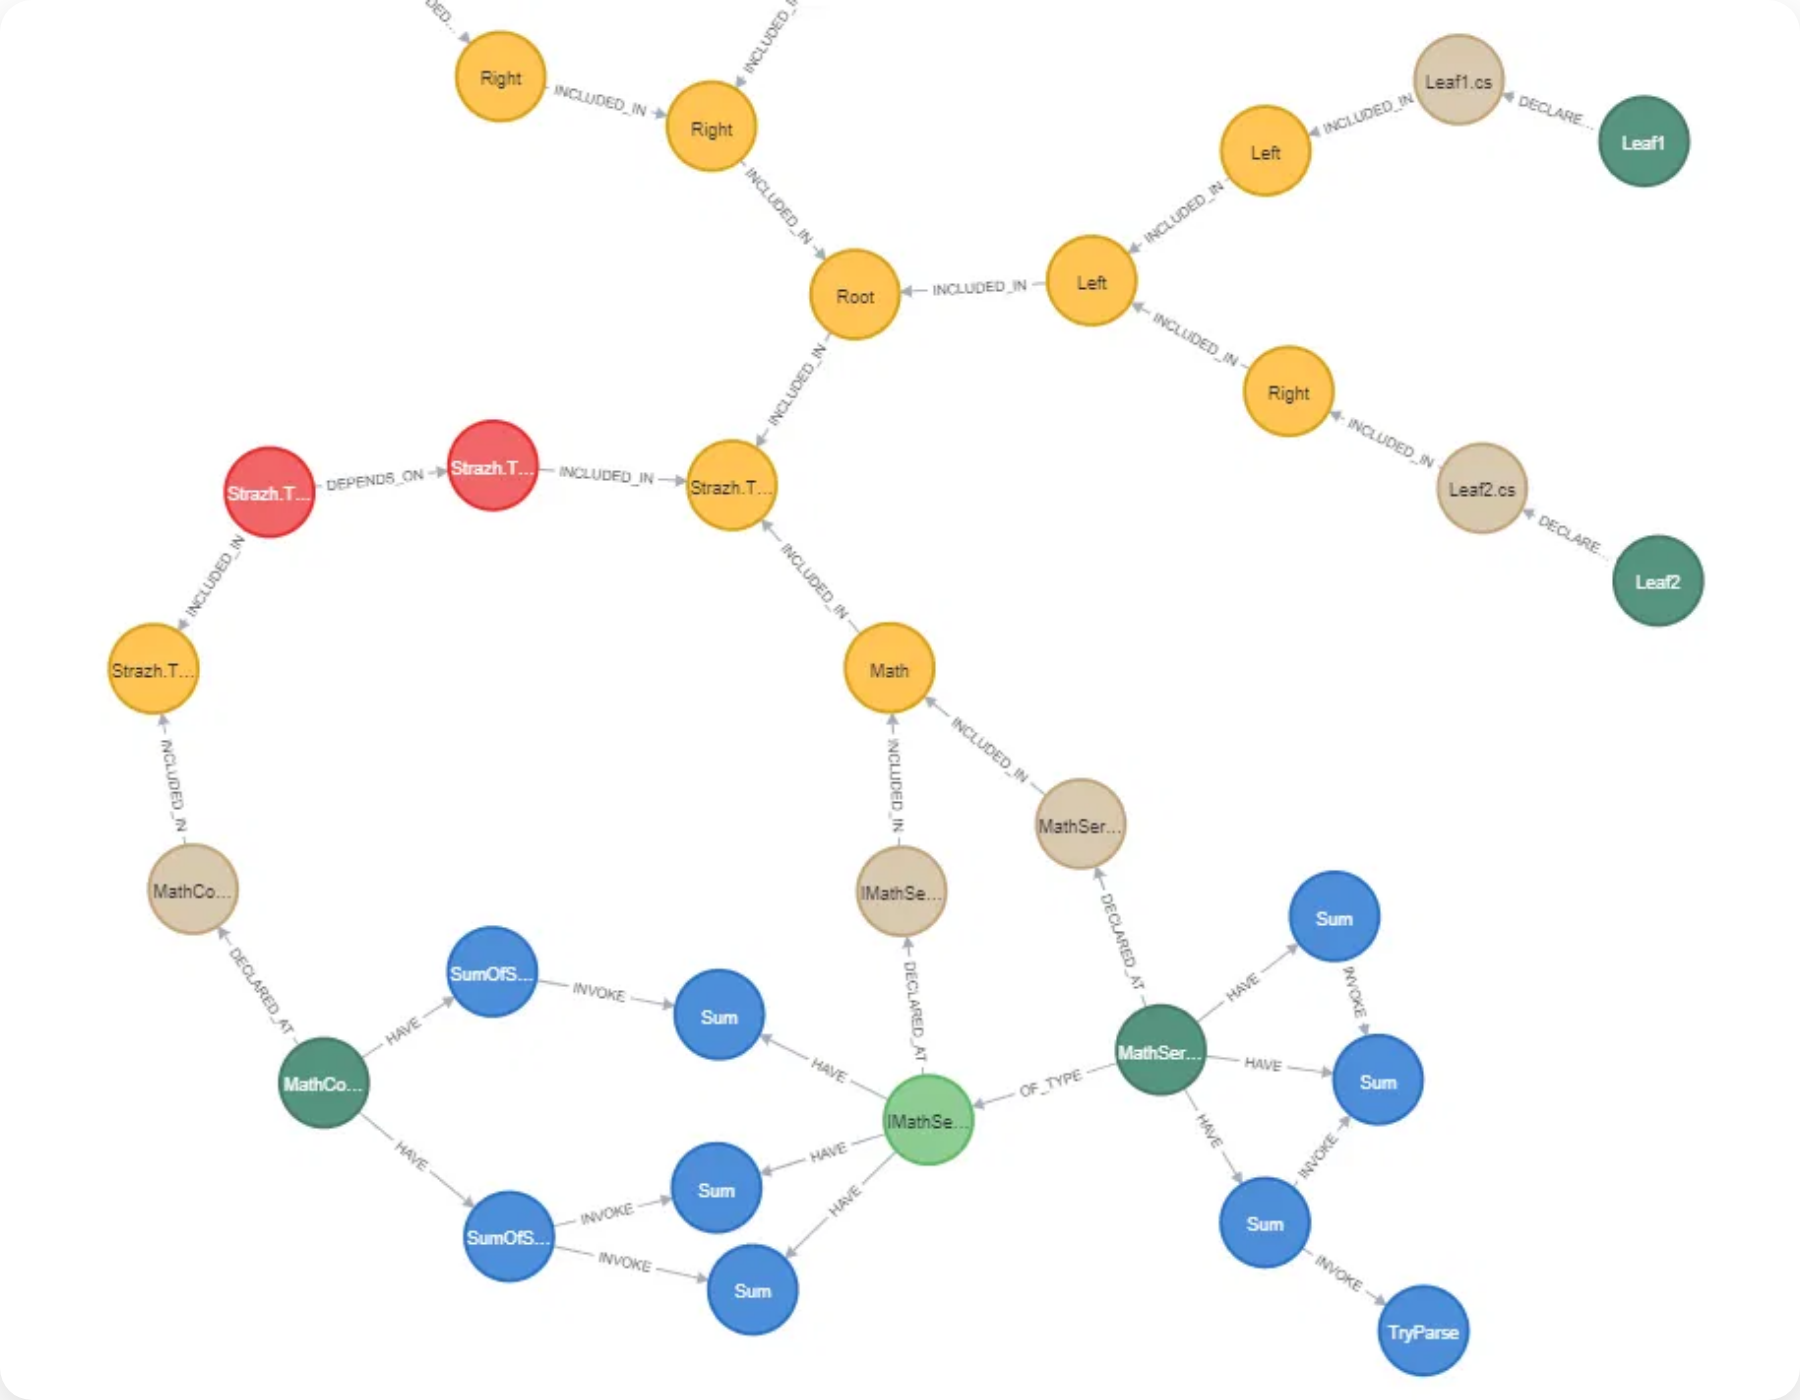 DED...
INCLUDED_I
Right
INCLUDED_IN
Right
Leaf1.cs
DECLARE...
Leaf1
INCLUDED_IN
Left
INCLUDED_IN
INCLUDED_IN
Root
INCLUDED_IN
Left
INCLUDED_IN
INCLUDED_IN
Right
INCLUDED_IN
Leaf2.cs
DECLARE...
Leaf2
Strazh.T...
DEPENDS_ON
Strazh.T...
INCLUDED_IN
Strazh.T...
INCLUDED_IN
INCLUDED_IN
Strazh.T...
Math
INCLUDED_IN
INCLUDED_IN
INCLUDED_IN
MathSer...
MathCo...
IMathSe...
DECLARED_AT
DECLARED_AT
DECLARED_AT
Sum
SumOfS...
INVOKE
Sum
HAVE
HAVE
HAVE
INVOKE
MathCo...
MathSer...
HAVE
Sum
OF_TYPE
IMathSe...
HAVE
HAVE
HAVE
HAVE
INVOKE
Sum
SumOfS...
INVOKE
INVOKE
Sum
Sum
INVOKE
TryParse